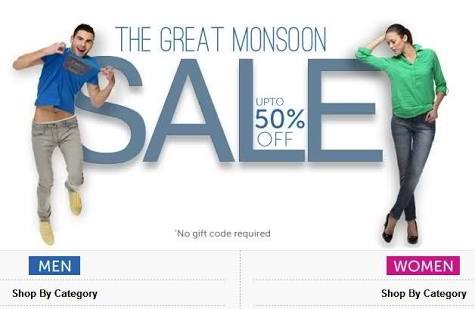 THE GREAT MONSOON
SALE
UPTO
50%
OFF
*No gift code required
MEN
WOMEN
Shop By Category
Shop By Category